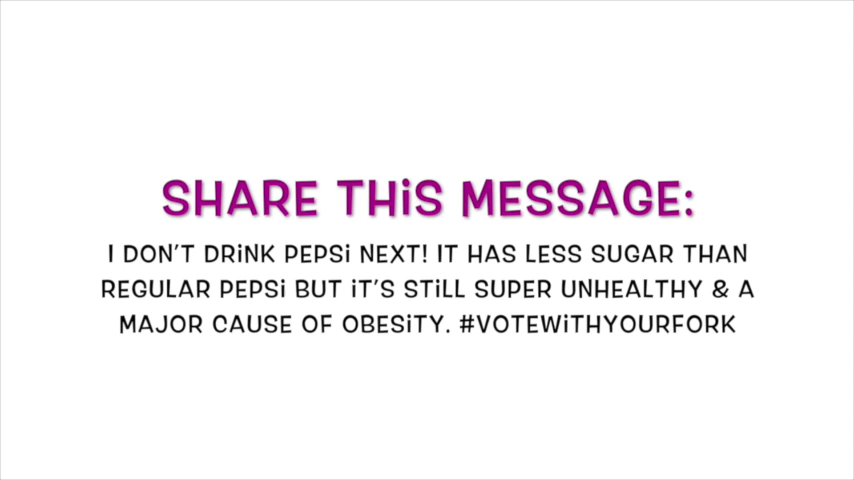 SHARE THIS MESSAGE:
I DON'T DRINK PEPSI NEXT! IT HAS LESS SUGAR THAN
REGULAR PEPSI BUT IT'S STILL SUPER UNHEALTHY & A
MAJOR CAUSE OF OBESITY. #VOTEWITHYOURFORK